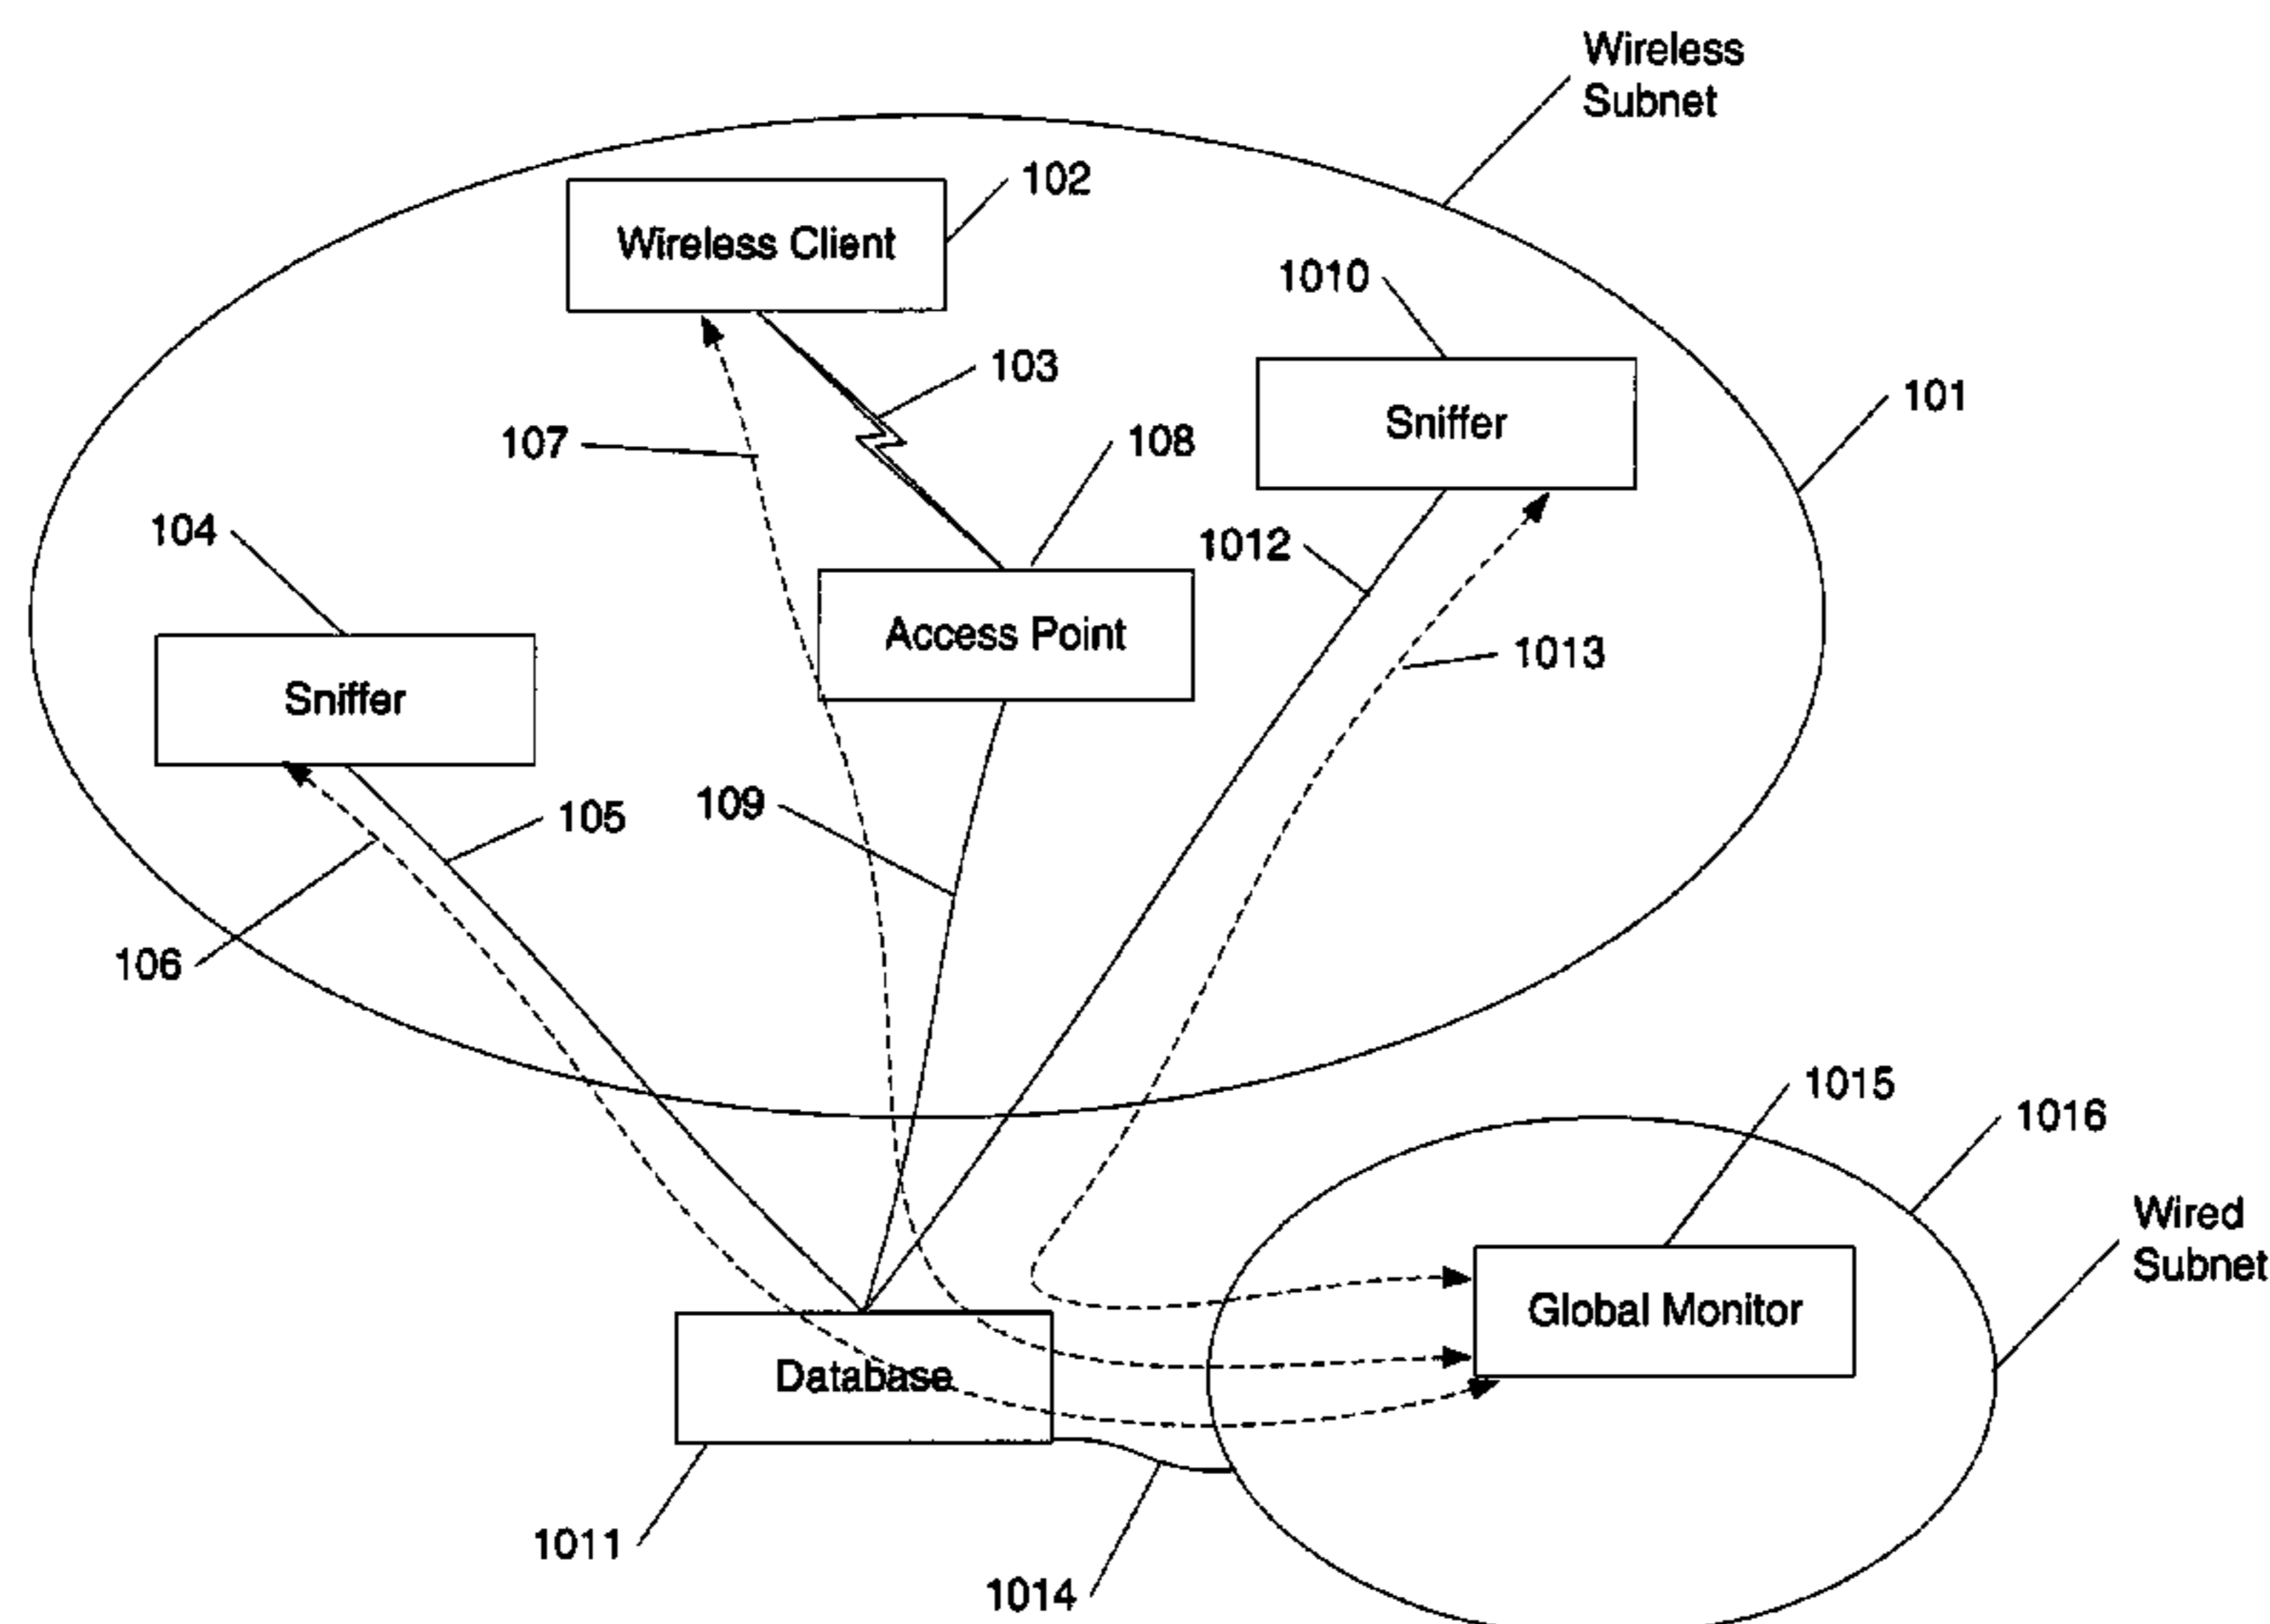 Wireless
Subnet
102
Wireless Client
1010
103
101
107
108
Sniffer
104
1012
Access Point
1013
Sniffer
109
105
106
1015
1016
Wired
Subnet
Global Monitor
Database
1011
1014